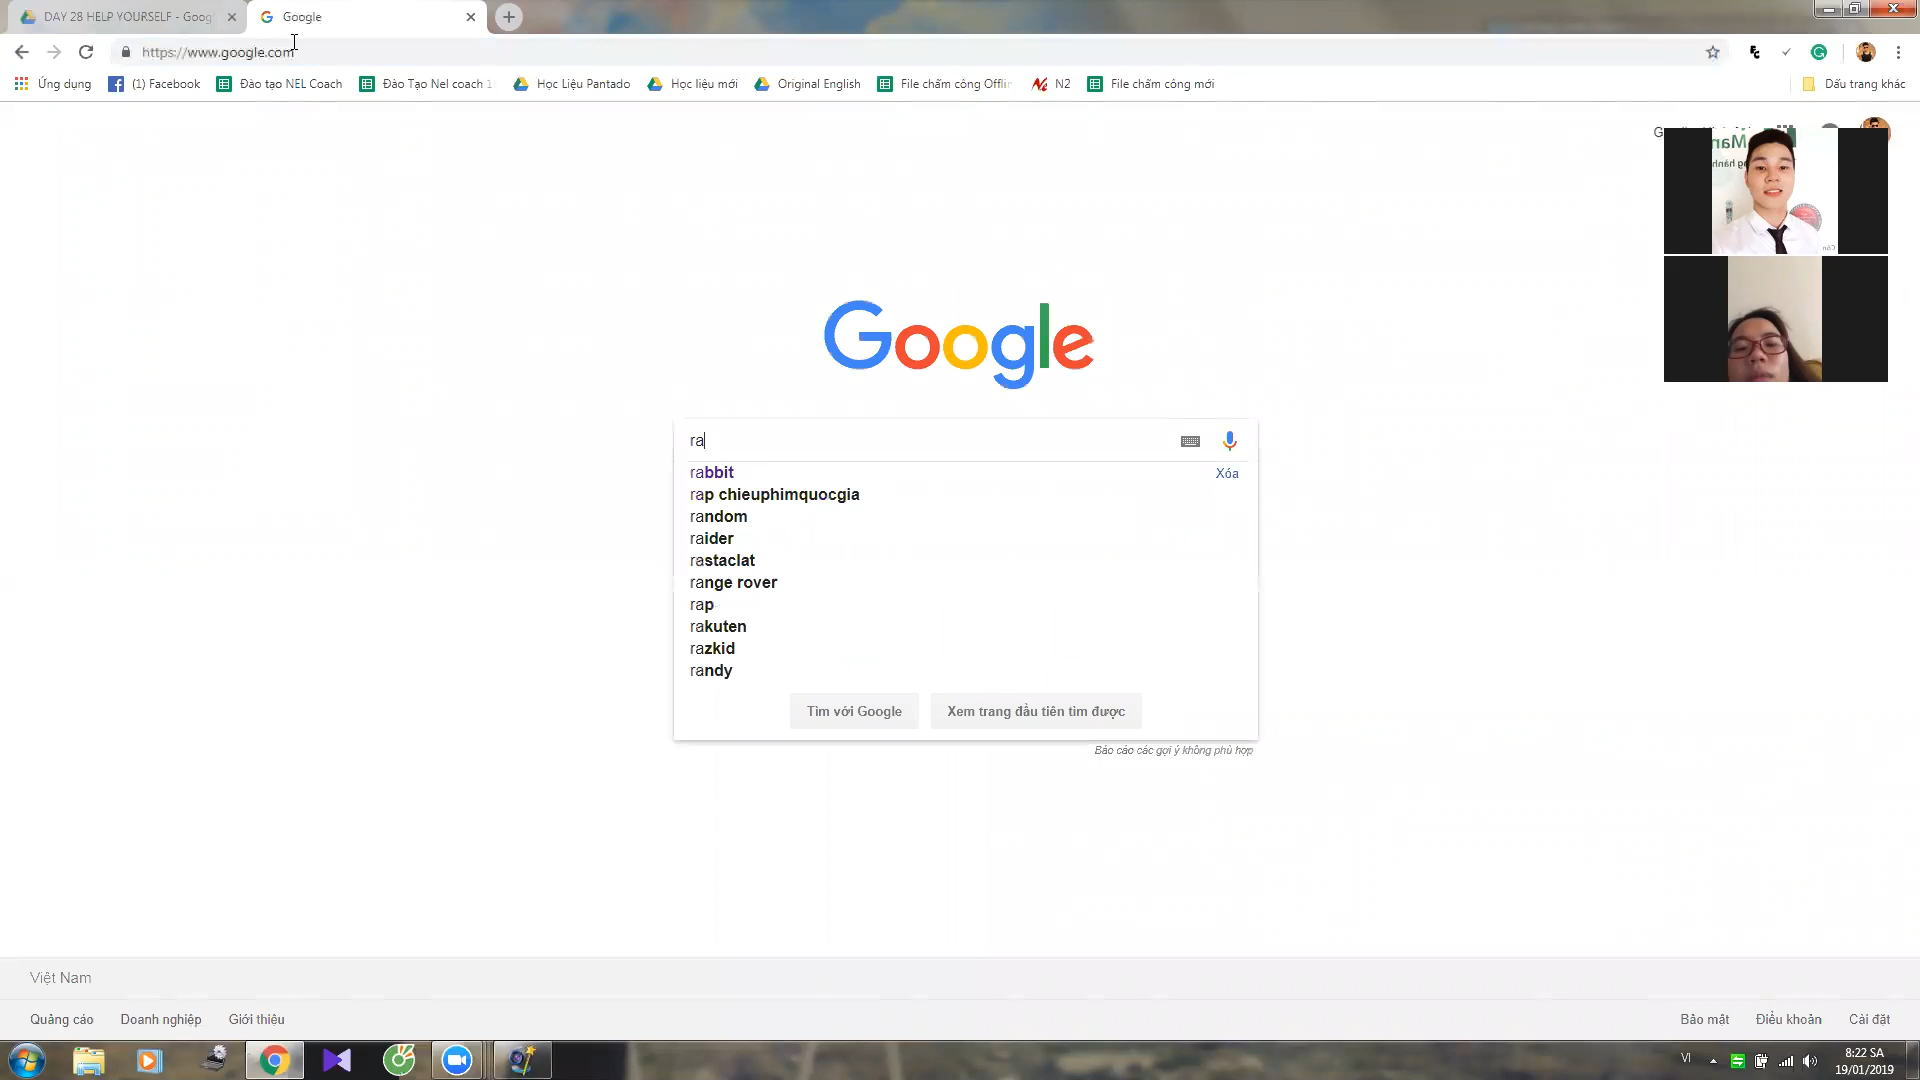 DAY 28 HELP YOURSELF - Goog
Google
https://www.google.com
Ứng dụng
(1) Facebook
Đào tạo NEL Coach
Đào Tạo Nel coach 1
Học Liệu Pantado
Học liệu mới
Original English
File chấm công Offlin
N2
File chấm công mới
Dấu trang khác
Google
ra
rabbit
Xóa
rap chieuphimquocgia
random
raider
rastaclat
range rover
rap
rakuten
razkid
randy
Tìm với Google
Xem trang đầu tiên tìm được
Báo cáo các gợi ý không phù hợp
Việt Nam
Quảng cáo
Doanh nghiệp
Giới thiệu
Bảo mật
Điều khoản
Cài đặt
VI
8:22 SA
19/01/2019